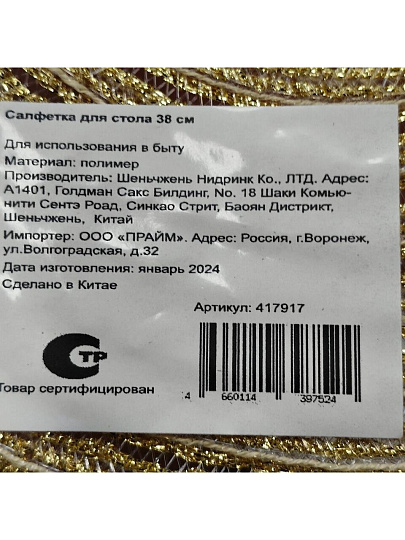 Салфетка для стола 38 см
Для использования в быту
Материал: полимер
Производитель: Шеньчжень Нидринк Ко., ЛТД. Адрес:
А1401, Голдман Сакс Билдинг, No. 18 Шаки Комью-
нити Сентэ Роад, Синкао Стрит, Баоян Дистрикт,
Шеньчжень, Китай
Импортер: ООО «ПРАЙМ». Адрес: Россия, г.Воронеж,
ул.Волгоградская, д.32
Дата изготовления: январь 2024
Сделано в Китае
Артикул: 417917
СТР
Товар сертифицирован
4 660114 397524